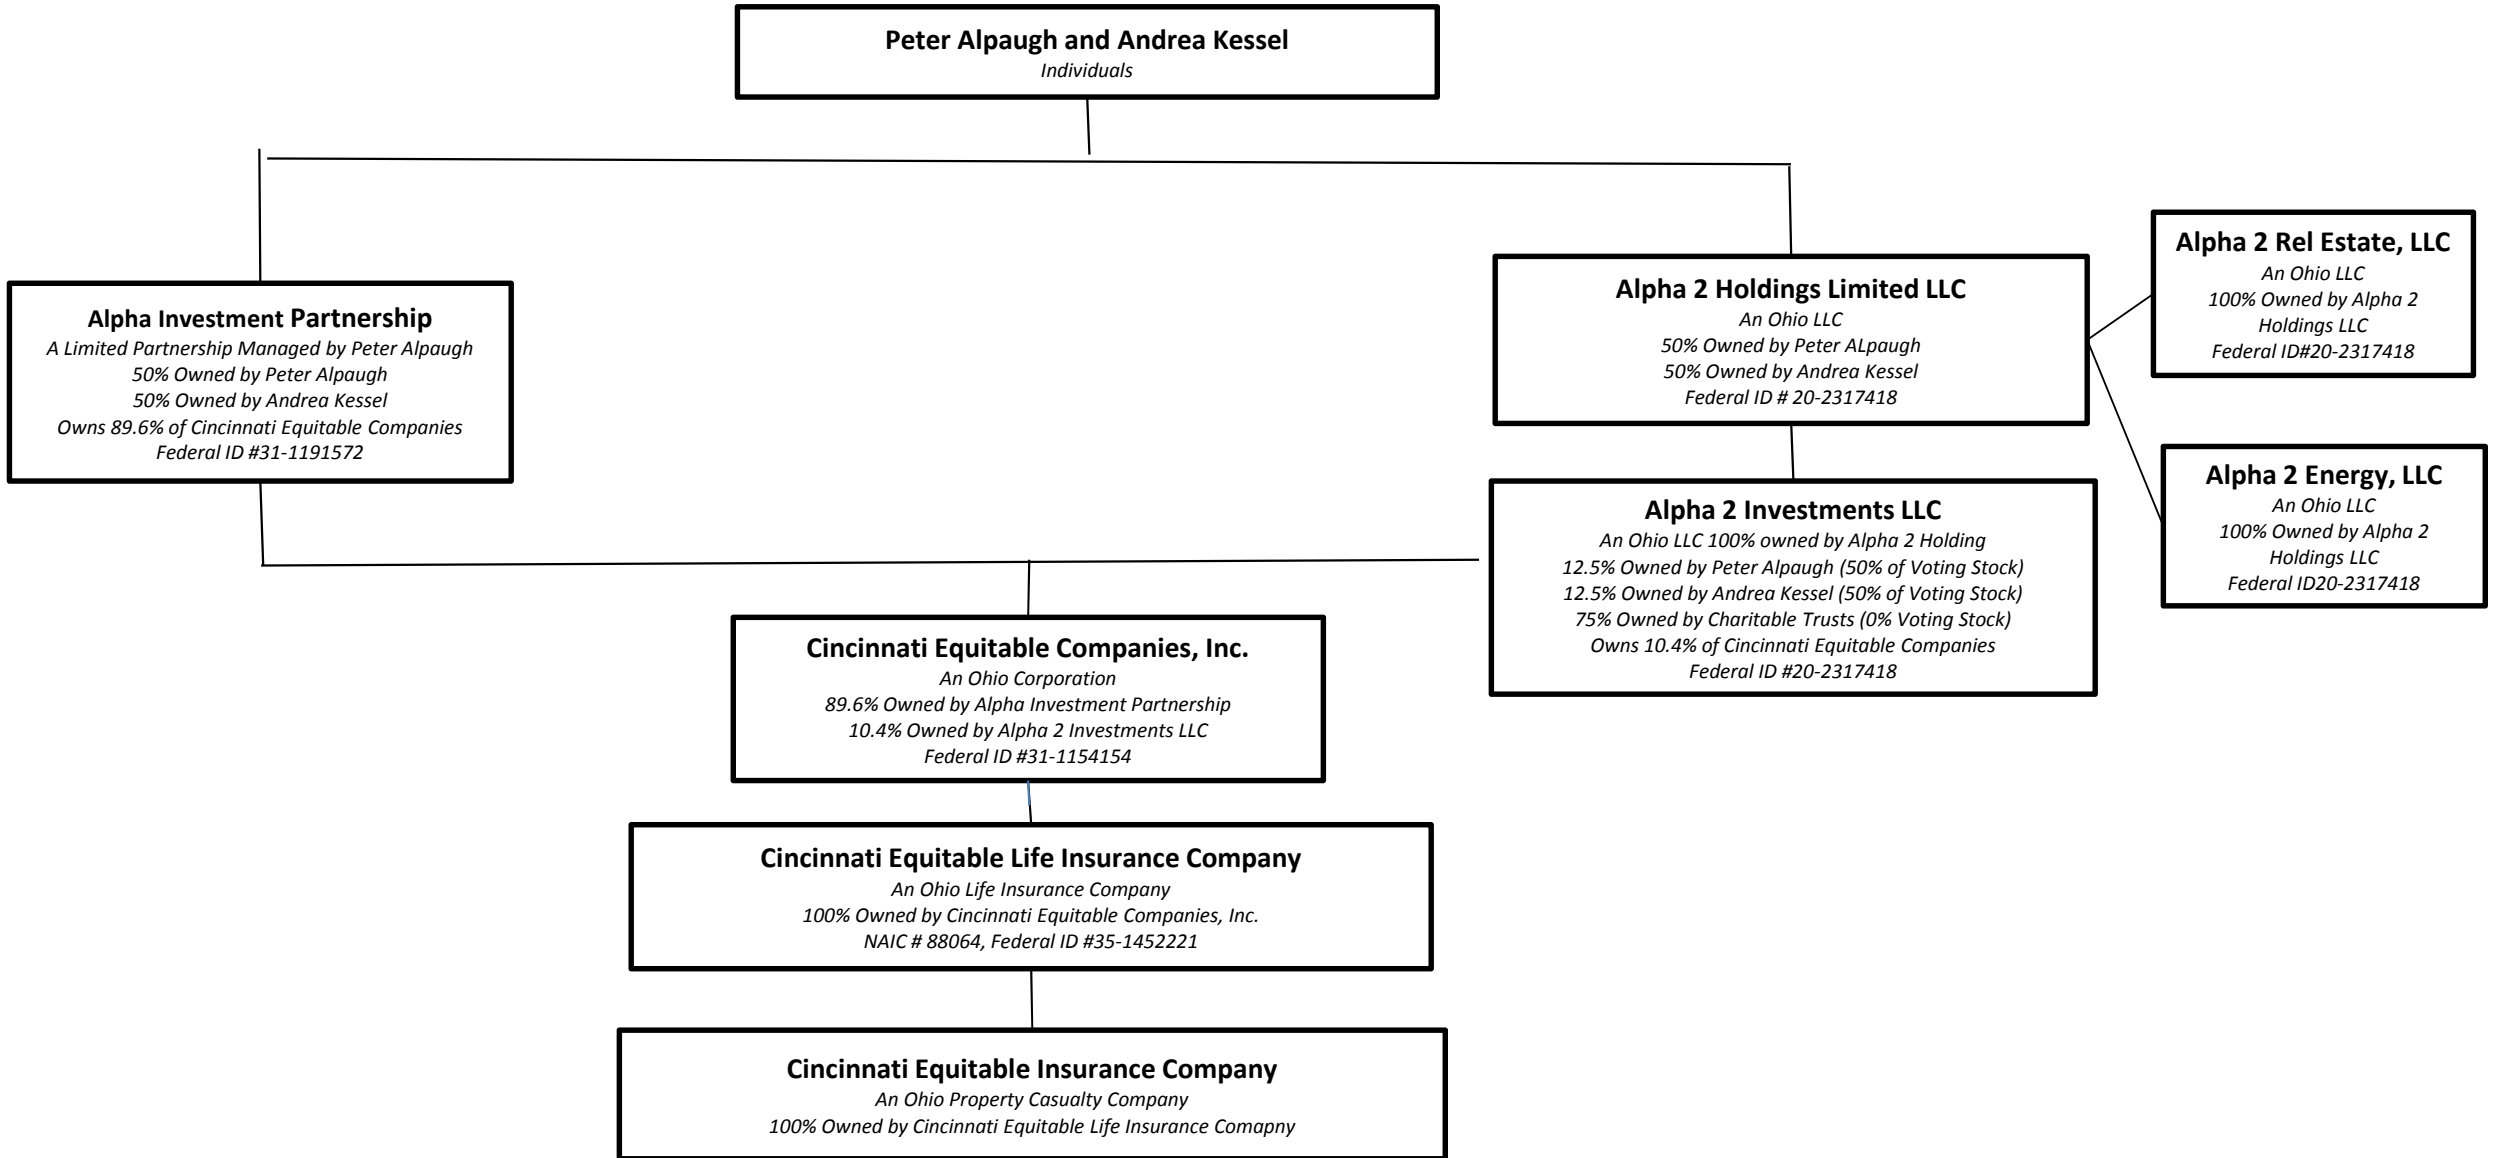 Peter Alpaugh and Andrea Kessel
Individuals
Alpha Investment Partnership
A Limited Partnership Managed by Peter Alpaugh
50% Owned by Peter Alpaugh
50% Owned by Andrea Kessel
Owns 89.6% of Cincinnati Equitable Companies
Federal ID #31-1191572
Alpha 2 Holdings Limited LLC
An Ohio LLC
50% Owned by Peter ALpaugh
50% Owned by Andrea Kessel
Federal ID # 20-2317418
Alpha 2 Rel Estate, LLC
An Ohio LLC
100% Owned by Alpha 2
Holdings LLC
Federal ID#20-2317418
Alpha 2 Energy, LLC
An Ohio LLC
100% Owned by Alpha 2
Holdings LLC
Federal ID20-2317418
Alpha 2 Investments LLC
An Ohio LLC 100% owned by Alpha 2 Holding
12.5% Owned by Peter Alpaugh (50% of Voting Stock)
12.5% Owned by Andrea Kessel (50% of Voting Stock)
75% Owned by Charitable Trusts (0% Voting Stock)
Owns 10.4% of Cincinnati Equitable Companies
Federal ID #20-2317418
Cincinnati Equitable Companies, Inc.
An Ohio Corporation
89.6% Owned by Alpha Investment Partnership
10.4% Owned by Alpha 2 Investments LLC
Federal ID #31-1154154
Cincinnati Equitable Life Insurance Company
An Ohio Life Insurance Company
100% Owned by Cincinnati Equitable Companies, Inc.
NAIC # 88064, Federal ID #35-1452221
Cincinnati Equitable Insurance Company
An Ohio Property Casualty Company
100% Owned by Cincinnati Equitable Life Insurance Comapny